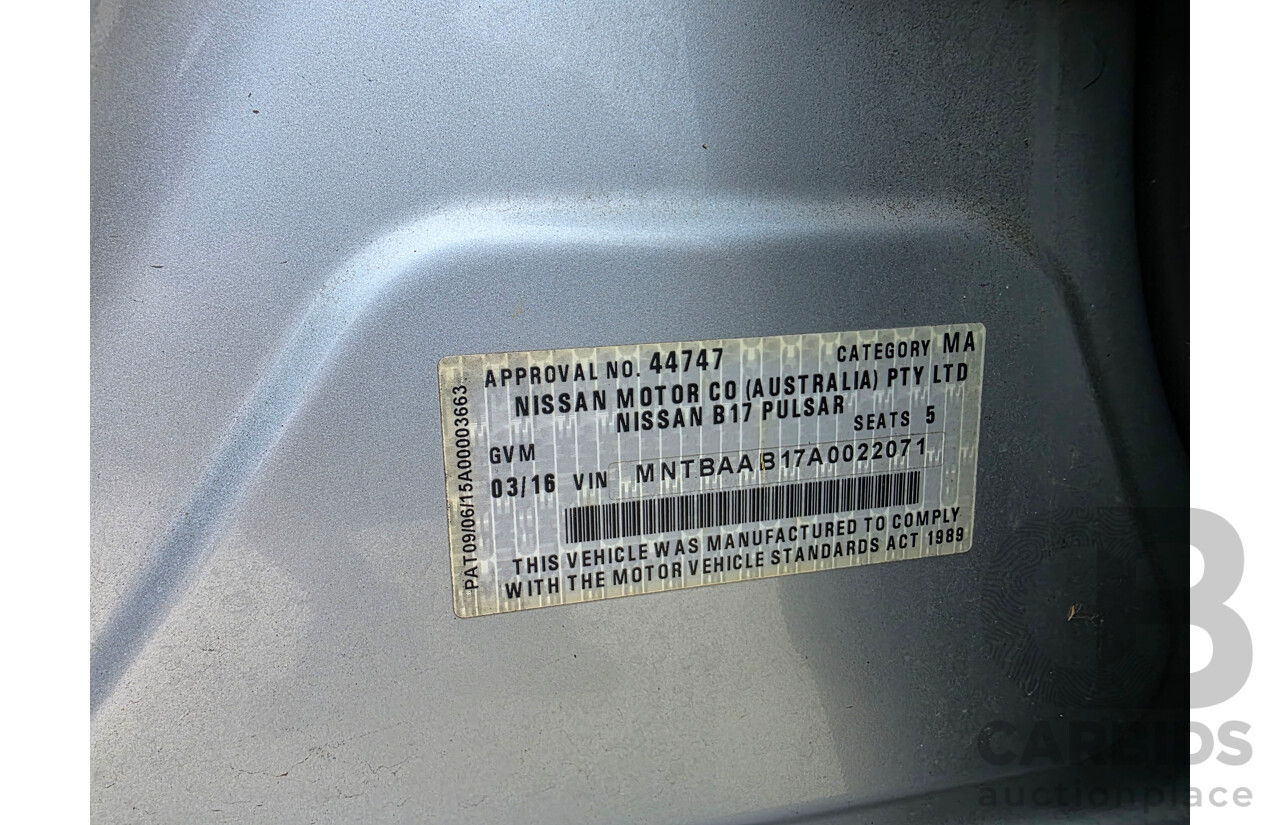 APPROVAL NO. 44747 CATEGORY MA
NISSAN MOTOR CO (AUSTRALIA) PTY LTD
NISSAN B17 PULSAR
SEATS 5
GVM
03/16 VIN MNTBAAB17A0022071
THIS VEHICLE WAS MANUFACTURED TO COMPLY
WITH THE MOTOR VEHICLE STANDARDS ACT 1989
PAT09/06/15A00003663
CB
CARBIDS
auctionplace